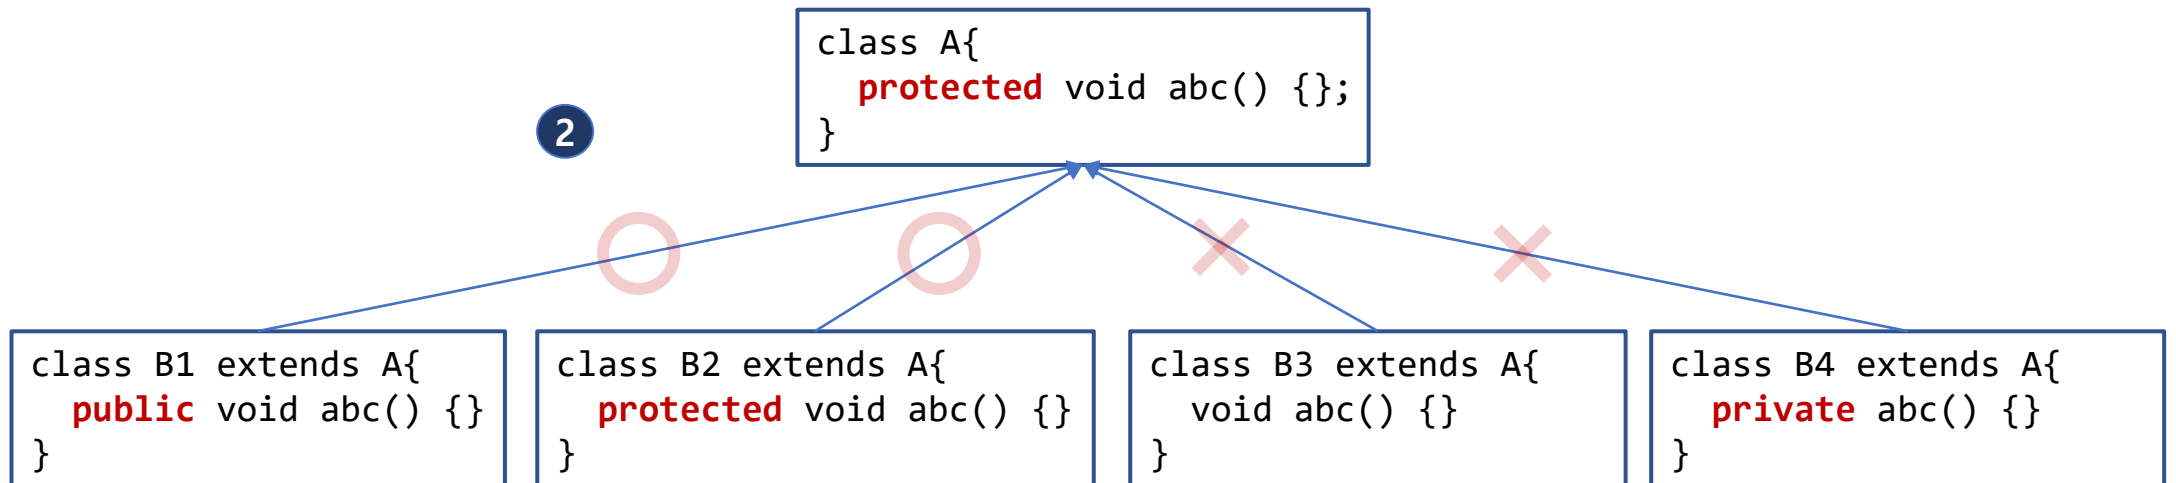 class A{
protected void abc() {};
}
2
class B1 extends A{
public void abc() {}
}
class B2 extends A{
protected void abc() {}
}
class B3 extends A{
void abc() {}
}
class B4 extends A{
private abc() {}
}